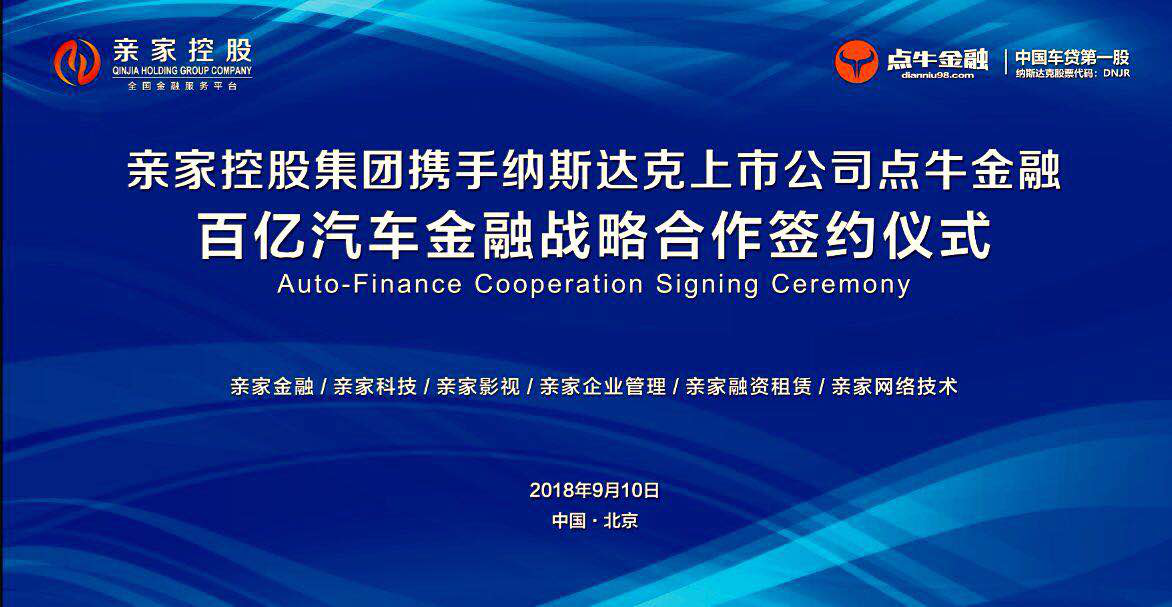 亲家控股
QINJIA HOLDING GROUP COMPANY
全国金融服务平台
点牛金融
dianniu98.com
中国车贷第一股
纳斯达克股票代码：DNJR
亲家控股集团携手纳斯达克上市公司点牛金融
百亿汽车金融战略合作签约仪式
Auto-Finance Cooperation Signing Ceremony
亲家金融 / 亲家科技 / 亲家影视 / 亲家企业管理 / 亲家融资租赁 / 亲家网络技术
2018年9月10日
中国·北京